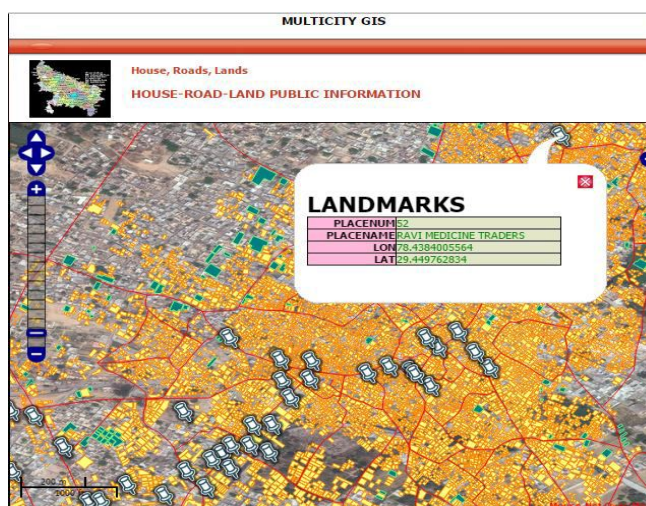 MULTICITY GIS
House, Roads, Lands
HOUSE-ROAD-LAND PUBLIC INFORMATION
LANDMARKS
PLACENUM 52
PLACENAME RAVI MEDICINE TRADERS
LON 78.4384005564
LAT 29.449762834
200 m